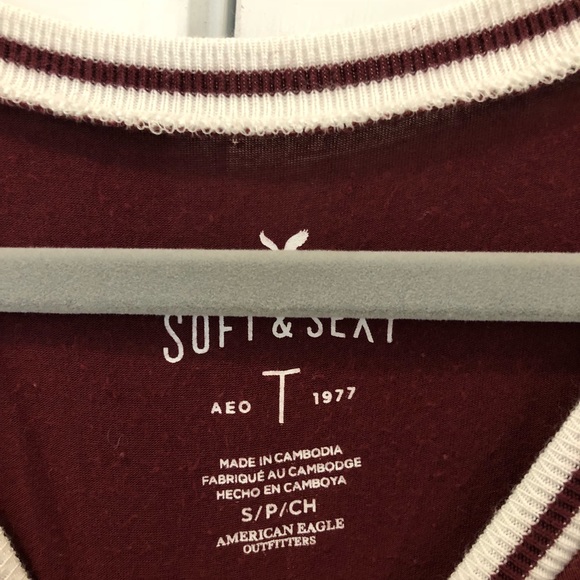 SOFT & SEXY
AEO T 1977
MADE IN CAMBODIA
FABRIQUÉ AU CAMBODGE
HECHO EN CAMBOYA
S/P/CH
AMERICAN EAGLE
OUTFITTERS